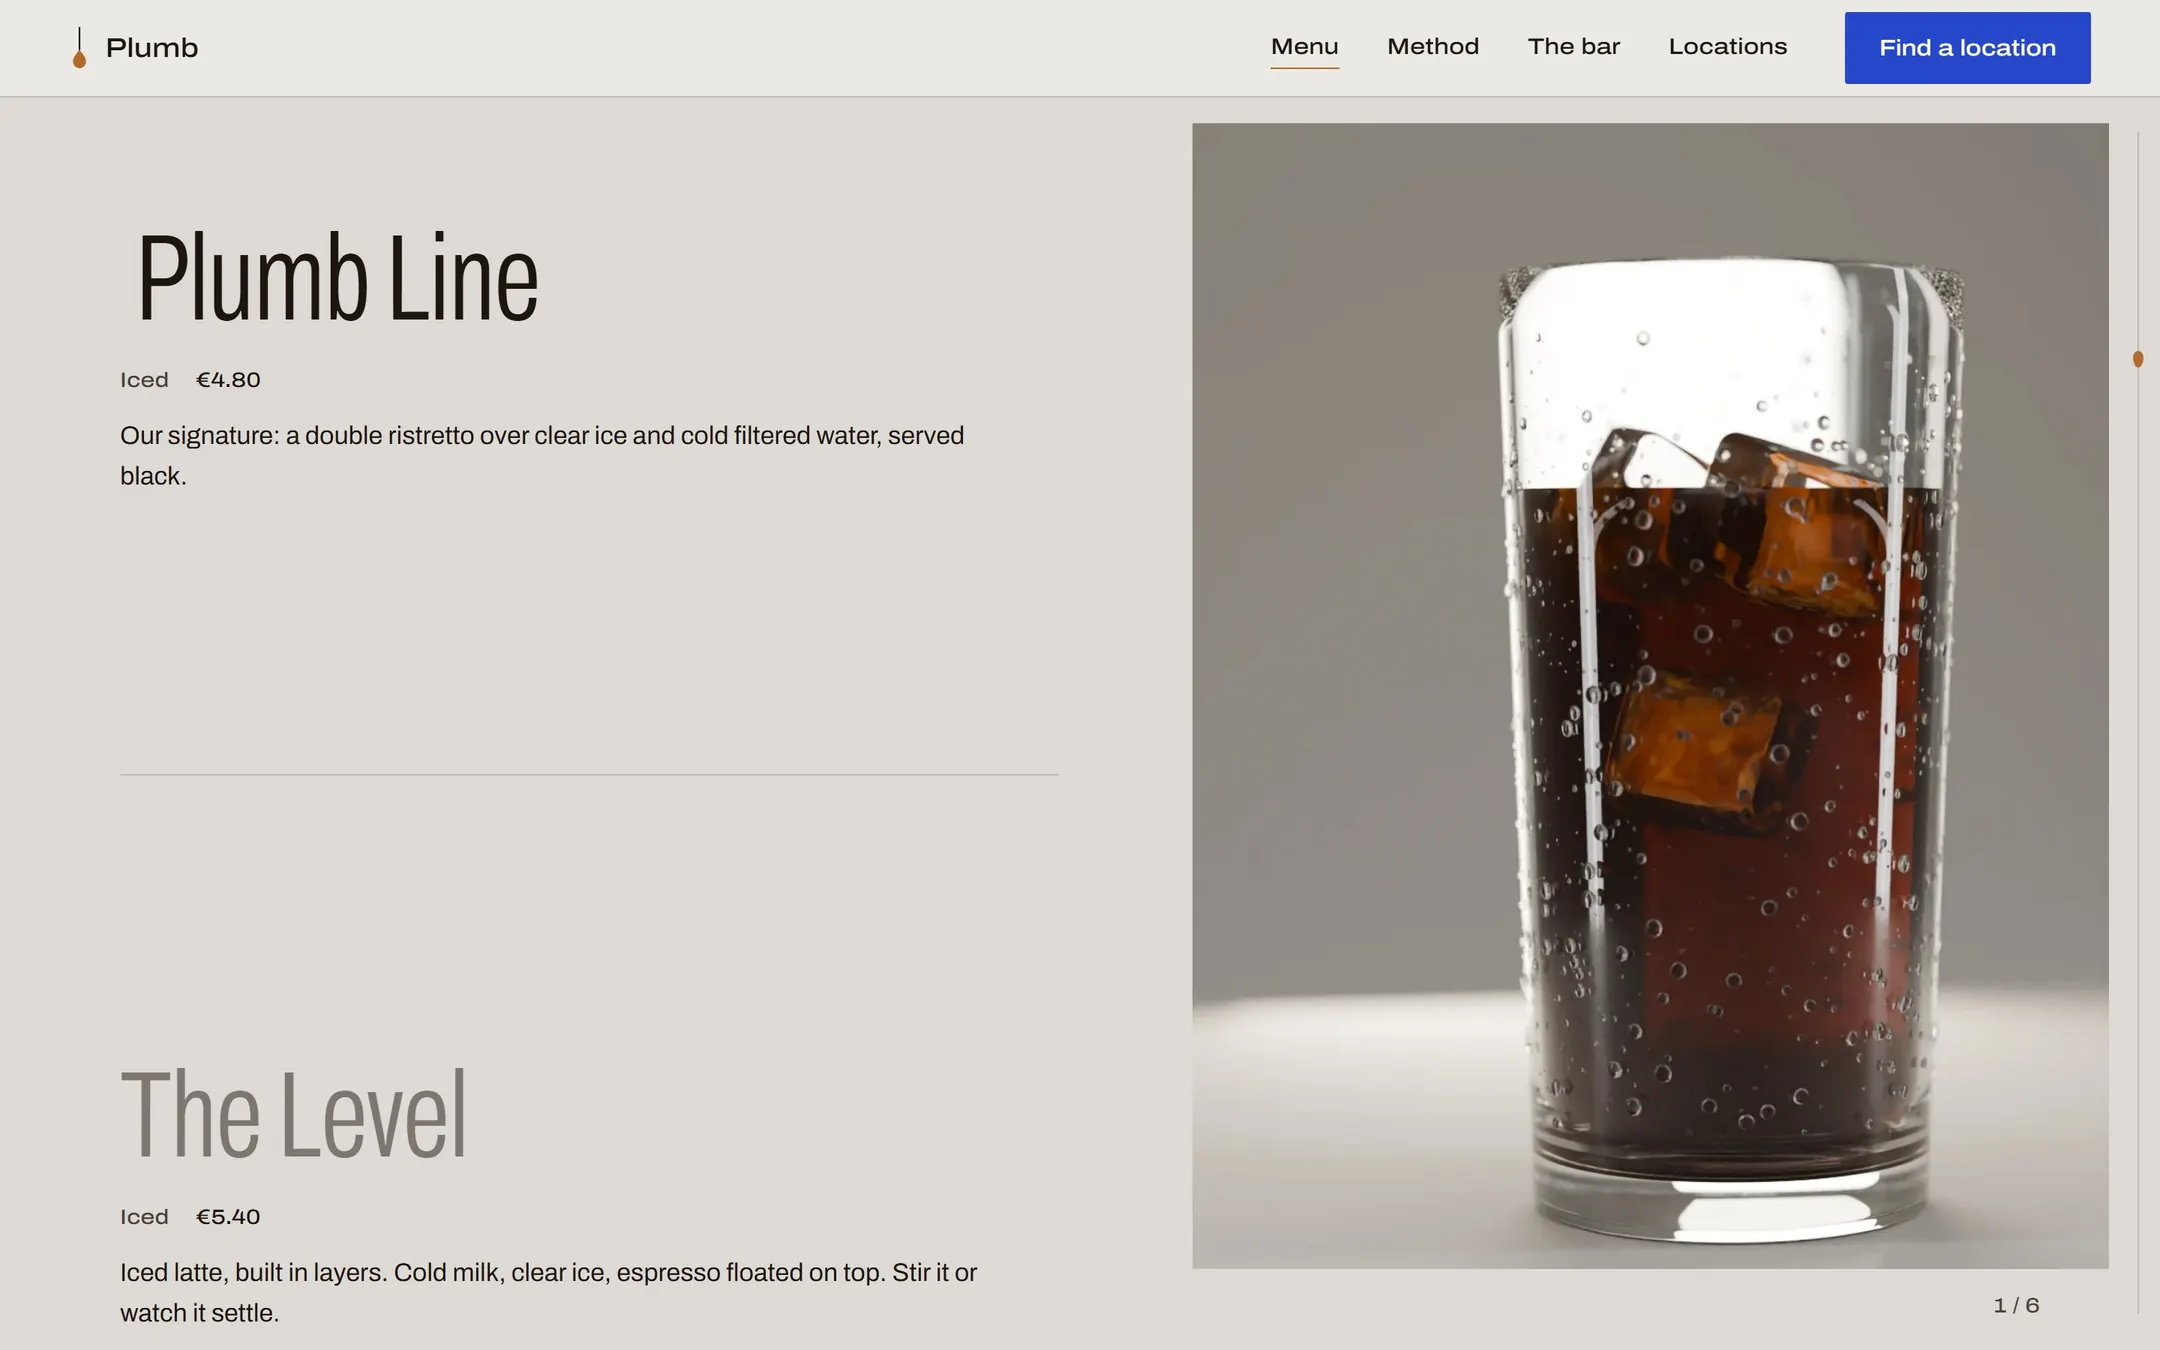 Plumb
Menu Method The bar Locations Find a location
Plumb Line
Iced €4.80
Our signature: a double ristretto over clear ice and cold filtered water, served
black.
The Level
Iced €5.40
Iced latte, built in layers. Cold milk, clear ice, espresso floated on top. Stir it or
watch it settle.
1 / 6